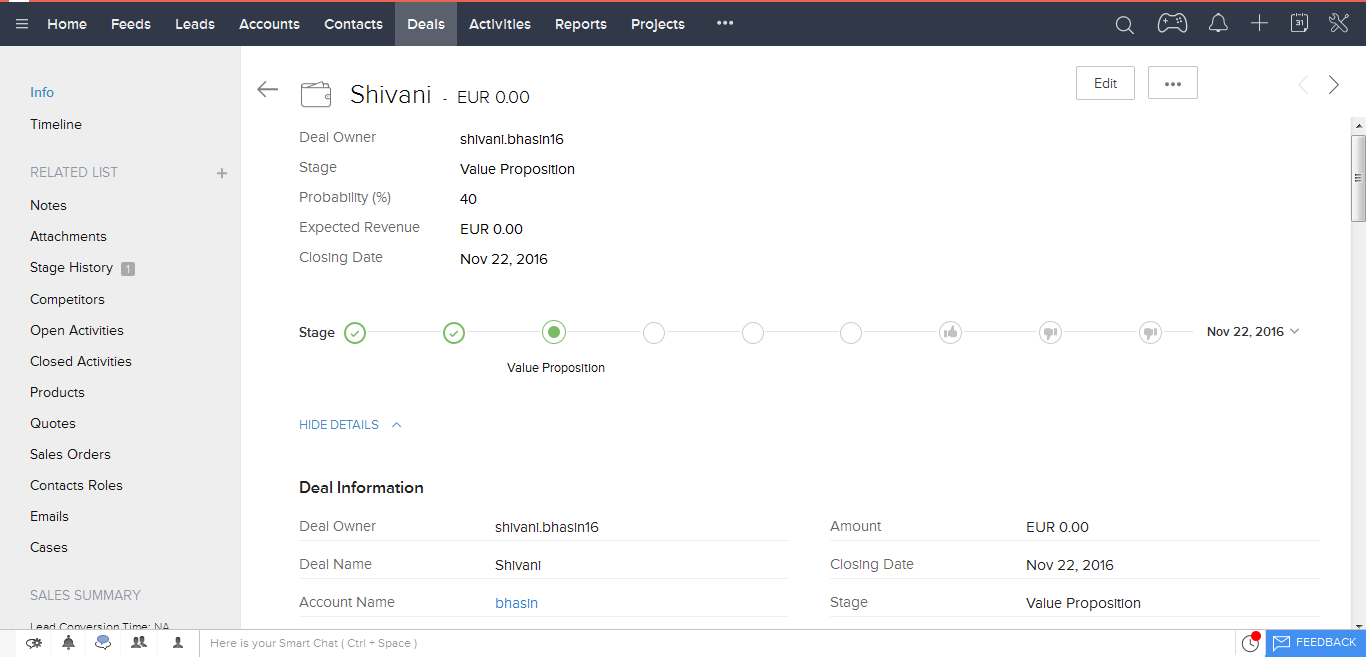 Home Feeds Leads Accounts Contacts Deals Activities Reports Projects ••• 31
Info
Timeline
RELATED LIST +
Notes
Attachments
Stage History 1
Competitors
Open Activities
Closed Activities
Products
Quotes
Sales Orders
Contacts Roles
Emails
Cases
SALES SUMMARY
Lead Conversion Time: NA
Shivani - EUR 0.00
Edit •••
Deal Owner shivani.bhasin16
Stage Value Proposition
Probability (%) 40
Expected Revenue EUR 0.00
Closing Date Nov 22, 2016
Stage Nov 22, 2016
Value Proposition
HIDE DETAILS
Deal Information
Deal Owner shivani.bhasin16 Amount EUR 0.00
Deal Name Shivani Closing Date Nov 22, 2016
Account Name bhasin Stage Value Proposition
Here is your Smart Chat ( Ctrl + Space ) FEEDBACK